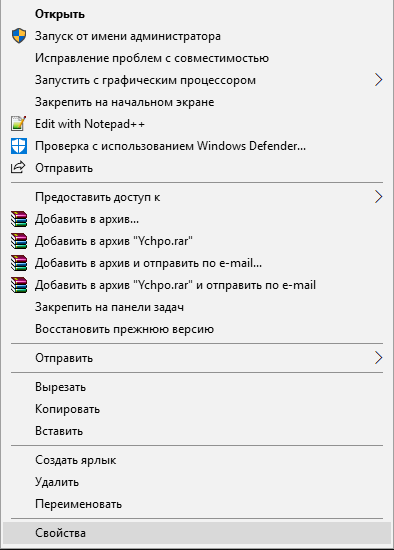 Открыть
Запуск от имени администратора
Исправление проблем с совместимостью
Запустить с графическим процессором
Закрепить на начальном экране
Edit with Notepad++
Проверка с использованием Windows Defender...
Отправить
Предоставить доступ к
Добавить в архив...
Добавить в архив "Ychpo.rar"
Добавить в архив и отправить по e-mail...
Добавить в архив "Ychpo.rar" и отправить по e-mail
Закрепить на панели задач
Восстановить прежнюю версию
Отправить
Вырезать
Копировать
Вставить
Создать ярлык
Удалить
Переименовать
Свойства